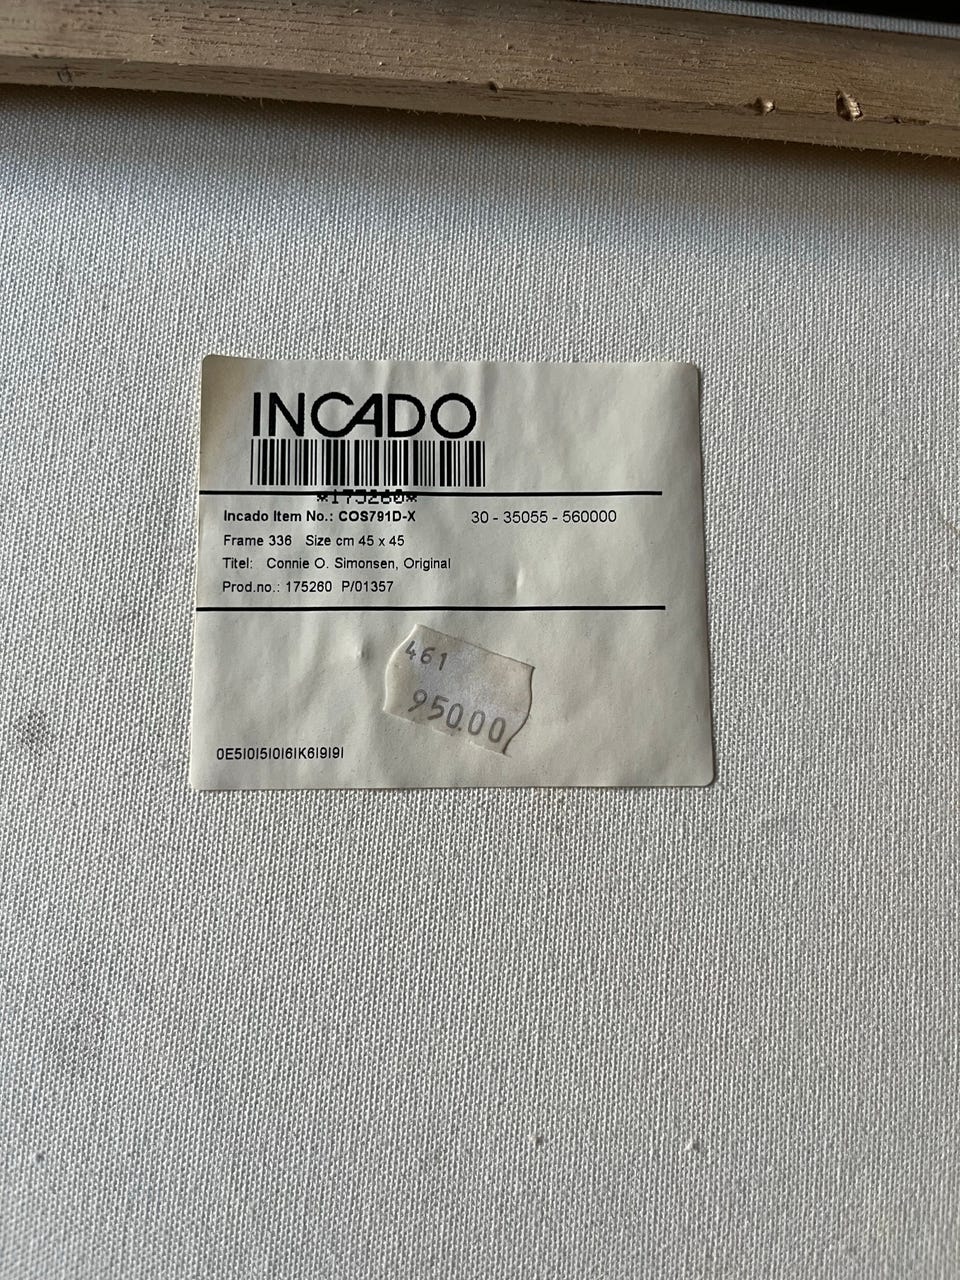 INCADO
*175260*
Incado Item No.: COS791D-X 30 - 35055 - 560000
Frame 336 Size cm 45 x 45
Titel: Connie O. Simonsen, Original
Prod.no.: 175260 P/01357
461
950.00
0E5I0I5I0I6IK6I9I9I